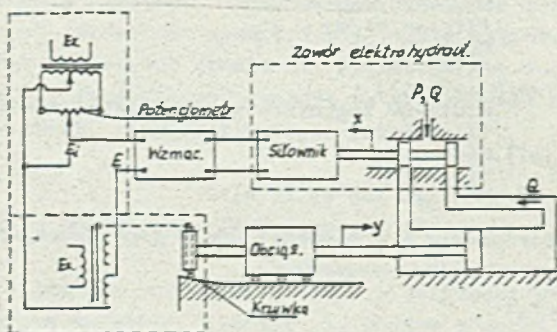 Ex.
Zawór elektrohydraul.
P, Q
Potencjometr
x
Ei
E
Wzmac.
Siłownik
Q
Ex.
Obciąż.
y
Krzywka